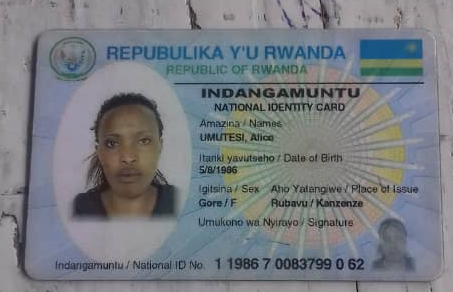 REPUBULIKA Y'U RWANDA
REPUBLIC OF RWANDA
INDANGAMUNTU
NATIONAL IDENTITY CARD
Amazina / Names
UMUTESI, Alice
Itariki yavutseho / Date of Birth
5/8/1986
Igitsina / Sex Aho Yatangiwe / Place of Issue
Gore / F Rubavu / Kanzenze
Umukono wa Nyirayo / Signature
Indangamuntu / National ID No. 1 1986 7 0083799 0 62